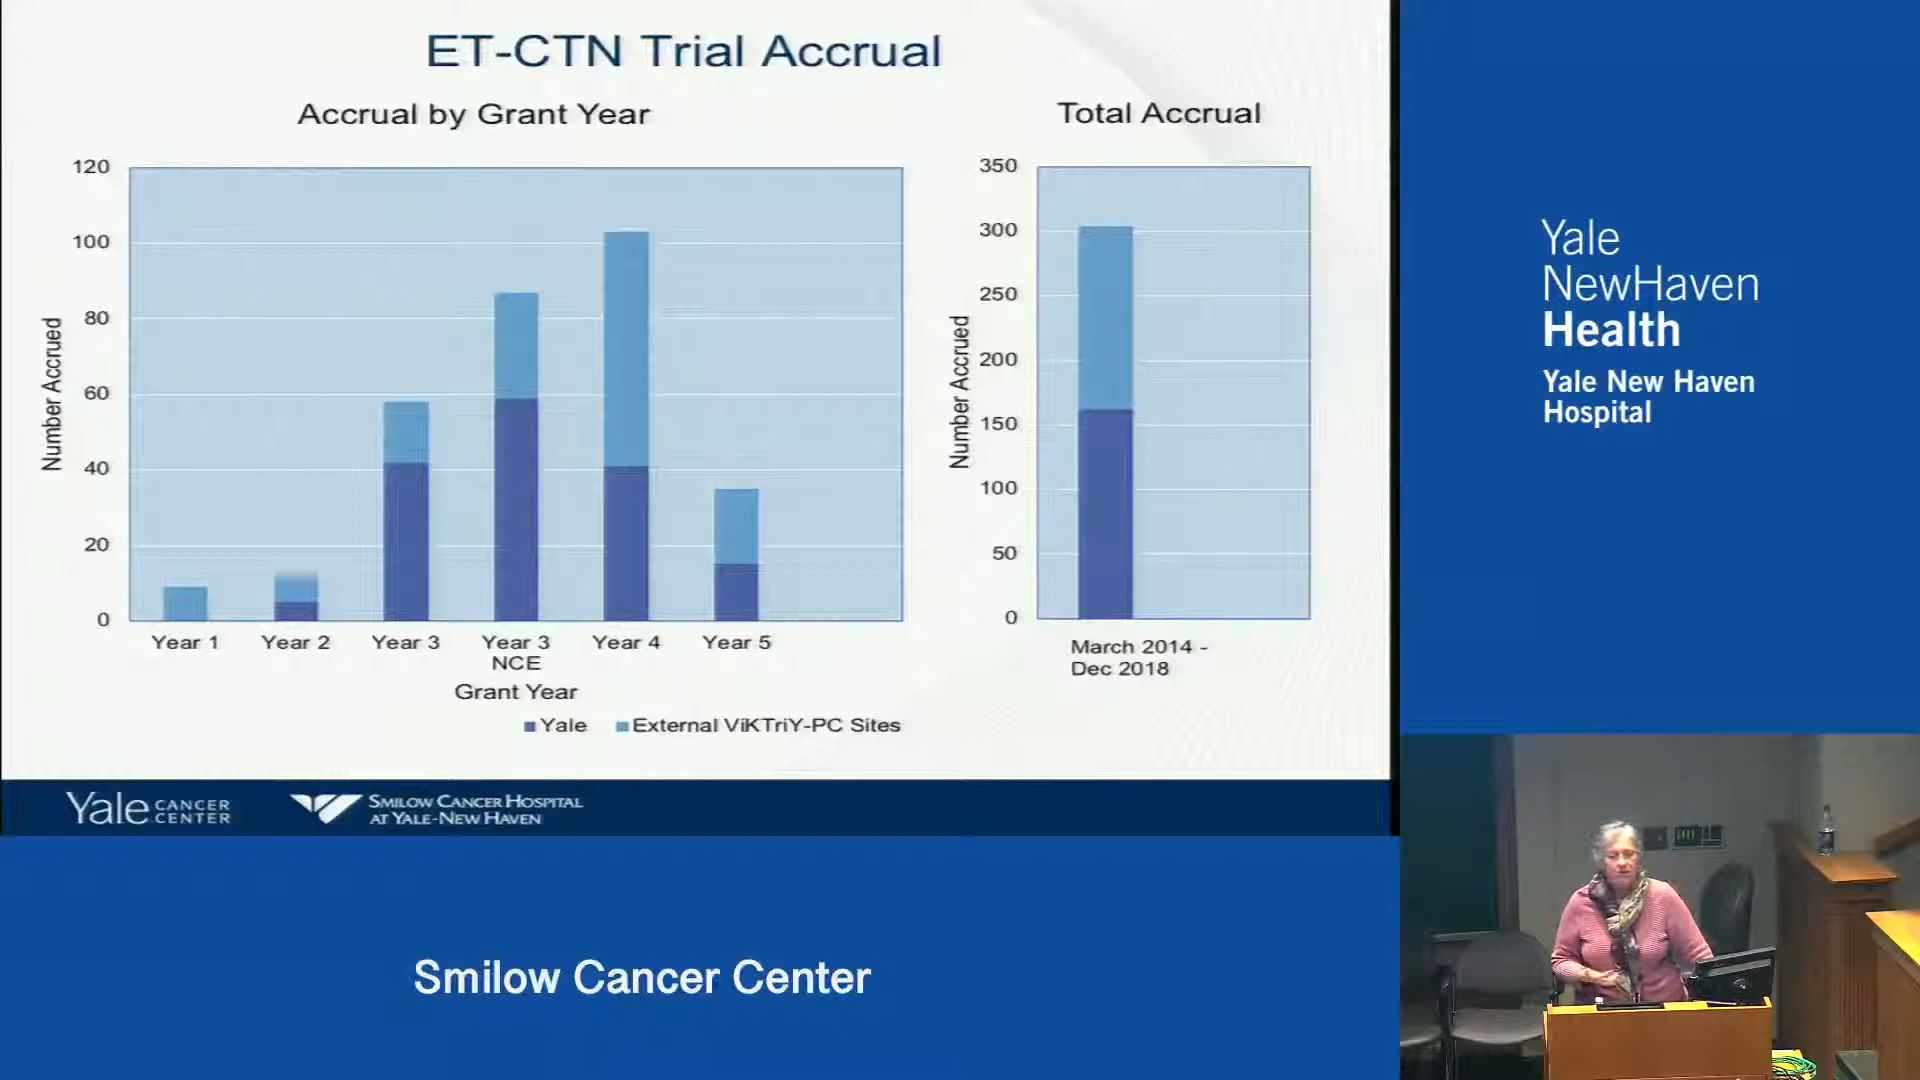 ET-CTN Trial Accrual
Accrual by Grant Year
120
100
80
60
40
20
0
Number Accrued
Year 1
Year 2
Year 3
Year 3
NCE
Year 4
Year 5
Grant Year
Yale
External ViKTriY-PC Sites
Total Accrual
350
300
250
200
150
100
50
0
Number Accrued
March 2014 -
Dec 2018
Yale CANCER
CENTER
SMILOW CANCER HOSPITAL
AT YALE-NEW HAVEN
Yale
NewHaven
Health
Yale New Haven
Hospital
Smilow Cancer Center